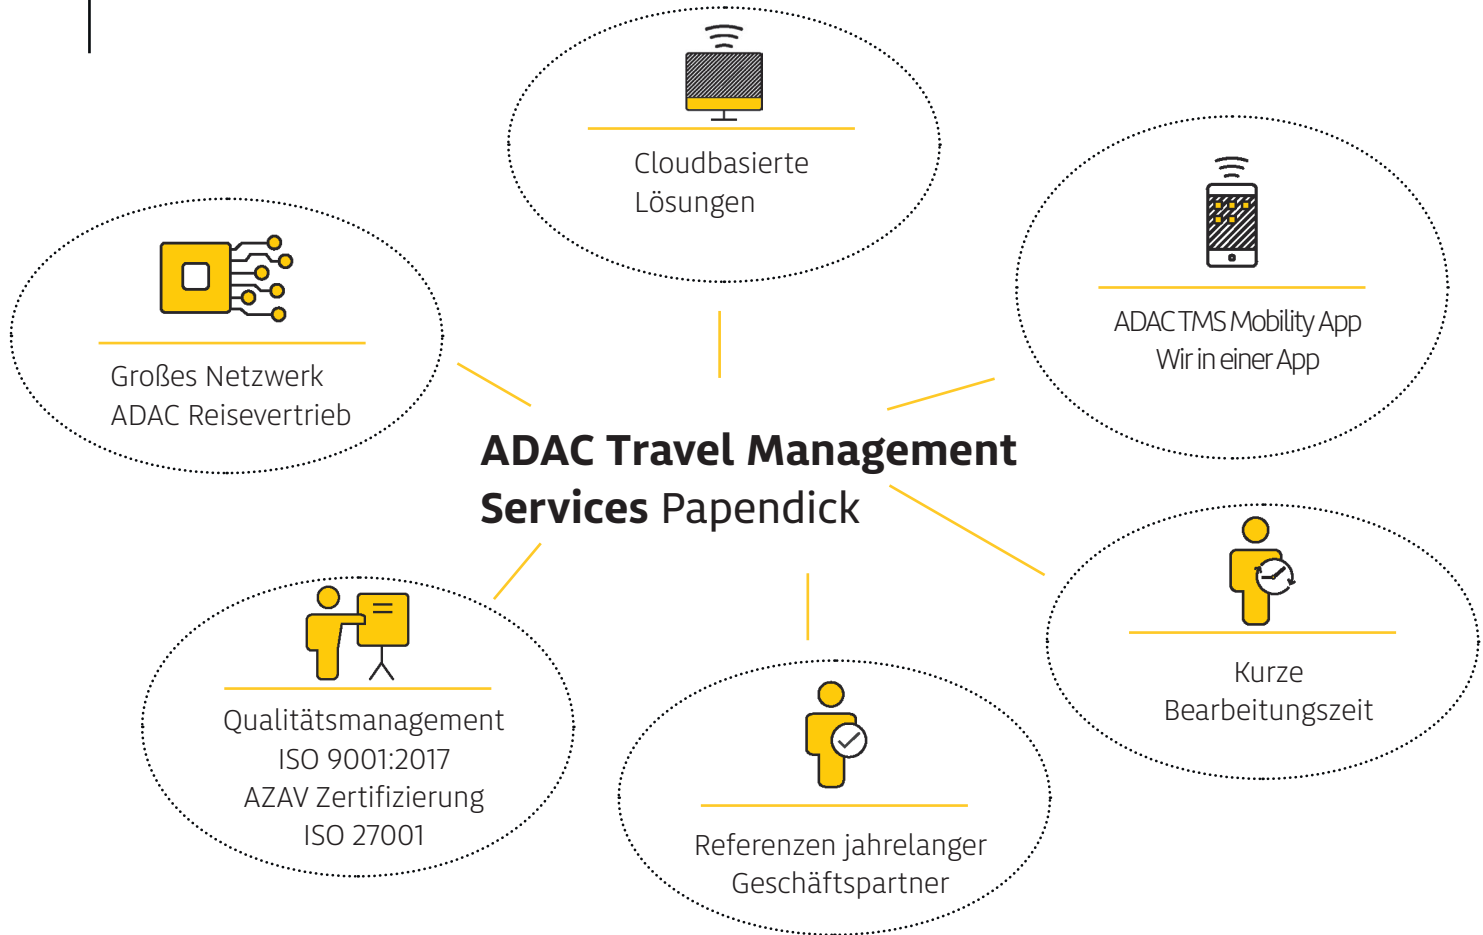 Cloudbasierte
Lösungen
ADAC TMS Mobility App
Wir in einer App
Großes Netzwerk
ADAC Reisevertrieb
ADAC Travel Management
Services Papendick
Kurze
Bearbeitungszeit
Qualitätsmanagement
ISO 9001:2017
AZAV Zertifizierung
ISO 27001
Referenzen jahrelanger
Geschäftspartner